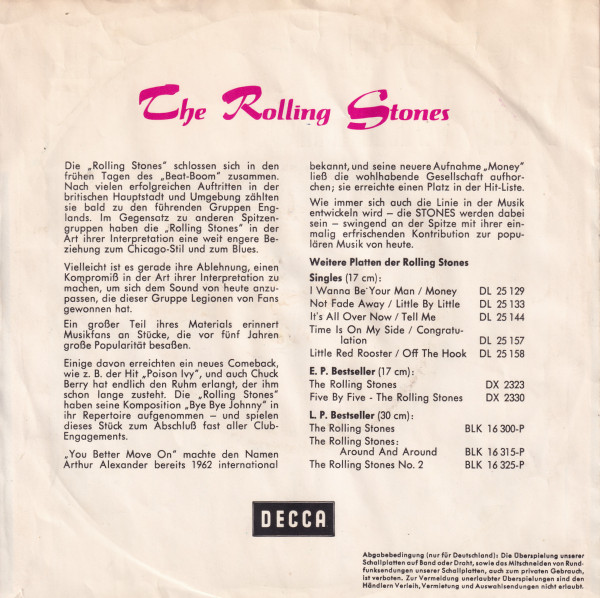 The Rolling Stones
Die „Rolling Stones" schlossen sich in den
frühen Tagen des „Beat-Boom" zusammen.
Nach vielen erfolgreichen Auftritten in der
britischen Hauptstadt und Umgebung zählten
sie bald zu den führenden Gruppen Eng-
lands. Im Gegensatz zu anderen Spitzen-
gruppen haben die „Rolling Stones" in der
Art ihrer Interpretation eine weit engere Be-
ziehung zum Chicago-Stil und zum Blues.
Vielleicht ist es gerade ihre Ablehnung, einen
Kompromiß in der Art ihrer Interpretation zu
machen, um sich dem Sound von heute anzu-
passen, die dieser Gruppe Legionen von Fans
gewonnen hat.
Ein großer Teil ihres Materials erinnert
Musikfans an Stücke, die vor fünf Jahren
große Popularität besaßen.
Einige davon erreichten ein neues Comeback,
wie z. B. der Hit „Poison Ivy", und auch Chuck
Berry hat endlich den Ruhm erlangt, der ihm
schon lange zusteht. Die „Rolling Stones"
haben seine Komposition „Bye Bye Johnny" in
ihr Repertoire aufgenommen – und spielen
dieses Stück zum Abschluß fast aller Club-
Engagements.
„You Better Move On" machte den Namen
Arthur Alexander bereits 1962 international
bekannt, und seine neuere Aufnahme „Money"
ließ die wohlhabende Gesellschaft aufhor-
chen; sie erreichte einen Platz in der Hit-Liste.
Wie immer sich auch die Linie in der Musik
entwickeln wird – die STONES werden dabei
sein – swingend an der Spitze mit ihrer ein-
malig erfrischenden Kontribution zur popu-
lären Musik von heute.
Weitere Platten der Rolling Stones
Singles (17 cm):
I Wanna Be Your Man / Money DL 25 129
Not Fade Away / Little By Little DL 25 133
It's All Over Now / Tell Me DL 25 144
Time Is On My Side / Congratu-
lation DL 25 157
Little Red Rooster / Off The Hook DL 25 158
E. P. Bestseller (17 cm):
The Rolling Stones DX 2323
Five By Five - The Rolling Stones DX 2330
L. P. Bestseller (30 cm):
The Rolling Stones BLK 16 300-P
The Rolling Stones:
Around And Around BLK 16 315-P
The Rolling Stones No. 2 BLK 16 325-P
DECCA
Abgabebedingung (nur für Deutschland): Die Überspielung unserer
Schallplatten auf Band oder Draht, sowie das Mitschneiden von Rund-
funksendungen unserer Schallplatten, auch zum privaten Gebrauch,
ist verboten. Zur Vermeidung unerlaubter Überspielungen sind den
Händlern Verleih, Vermietung und Auswahlsendungen nicht erlaubt.